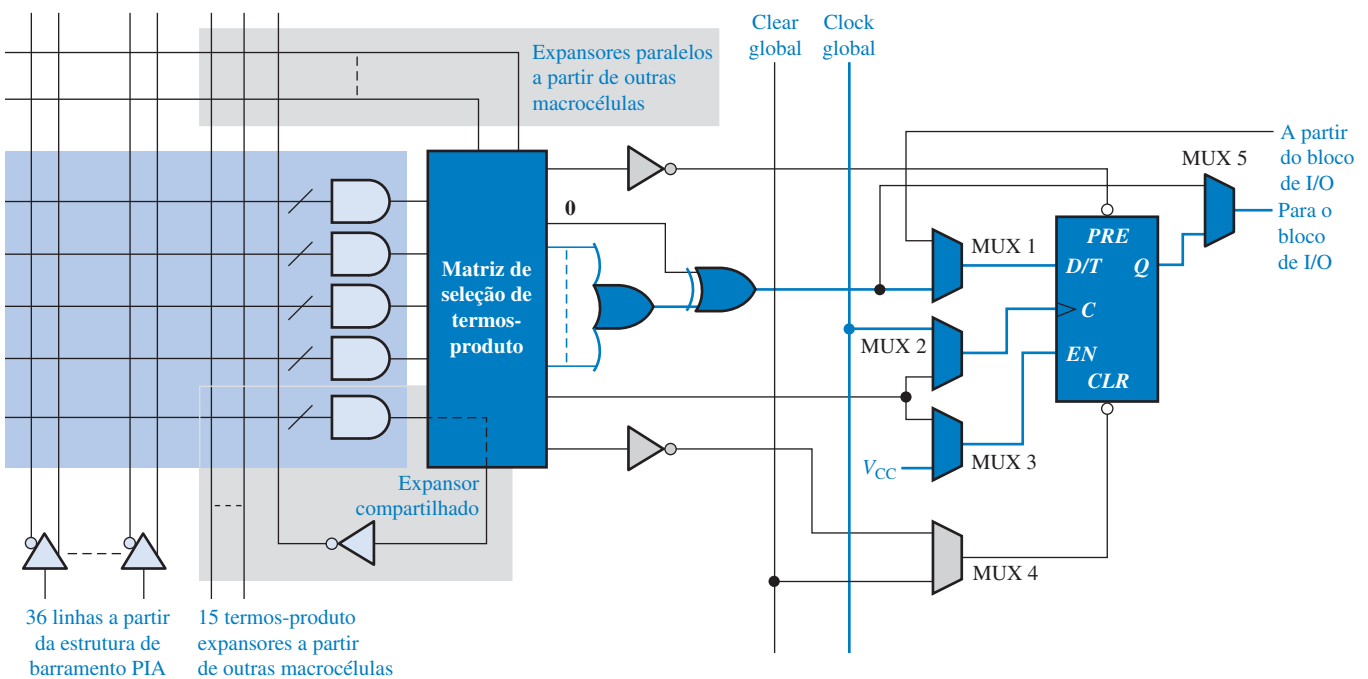 Clear
global
Clock
global
Expansores paralelos
a partir de outras
macrocélulas
A partir
do bloco
de I/O
MUX 5
Para o
bloco
de I/O
0
MUX 1
PRE
D/T
Q
C
EN
CLR
Matriz de
seleção de
termos-
produto
MUX 2
MUX 3
VCC
Expansor
compartilhado
MUX 4
36 linhas a partir
da estrutura de
barramento PIA
15 termos-produto
expansores a partir
de outras macrocélulas